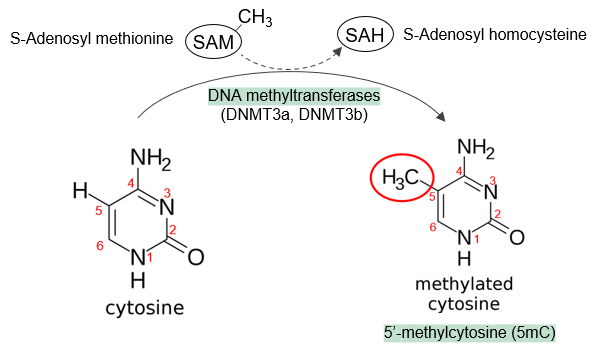 CH₃
S-Adenosyl methionine
SAM
SAH
S-Adenosyl homocysteine
DNA methyltransferases
(DNMT3a, DNMT3b)
NH₂
4
H
3
N
5
2
6
N
1
O
H
cytosine
NH₂
4
H₃C
3
N
5
2
6
N
1
O
H
methylated
cytosine
5’-methylcytosine (5mC)